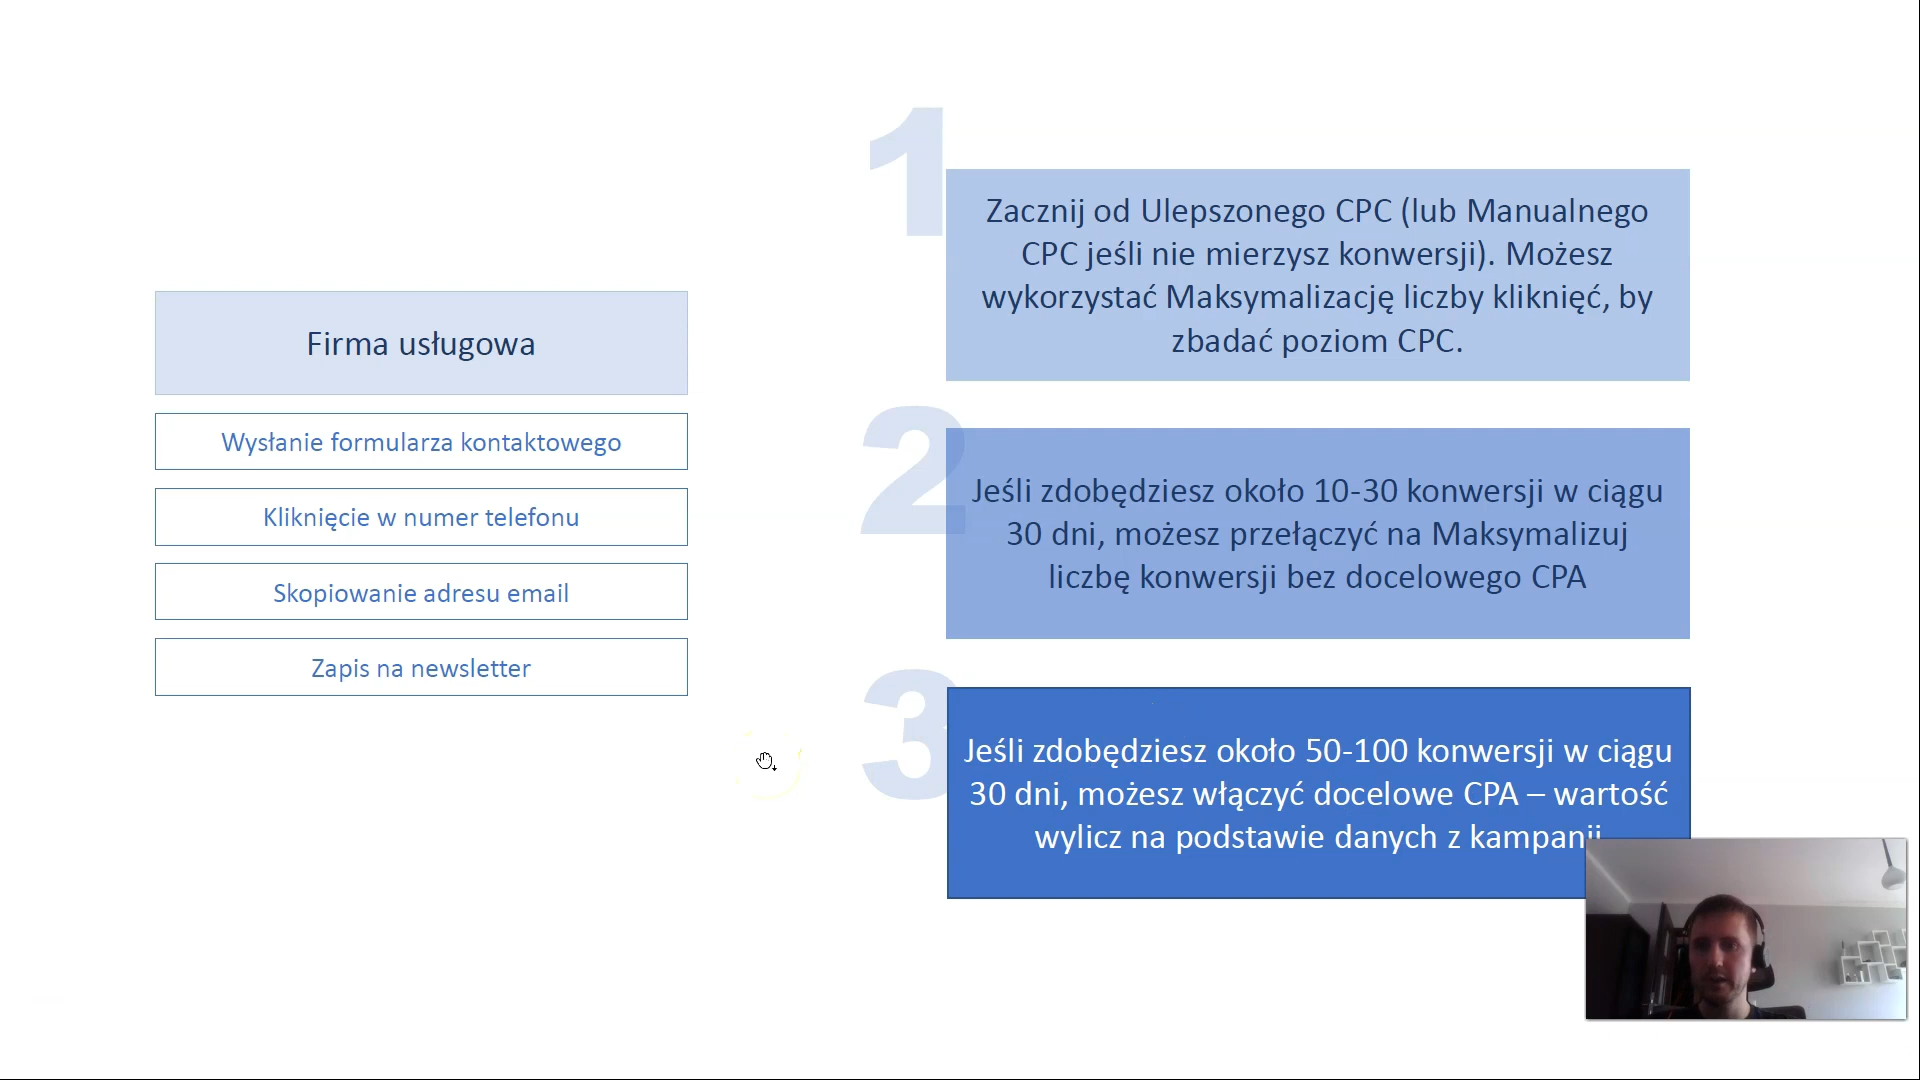 Firma usługowa
Wysłanie formularza kontaktowego
Kliknięcie w numer telefonu
Skopiowanie adresu email
Zapis na newsletter
1
Zacznij od Ulepszonego CPC (lub Manualnego
CPC jeśli nie mierzysz konwersji). Możesz
wykorzystać Maksymalizację liczby kliknięć, by
zbadać poziom CPC.
2
Jeśli zdobędziesz około 10-30 konwersji w ciągu
30 dni, możesz przełączyć na Maksymalizuj
liczbę konwersji bez docelowego CPA
3
Jeśli zdobędziesz około 50-100 konwersji w ciągu
30 dni, możesz włączyć docelowe CPA – wartość
wylicz na podstawie danych z kampanii